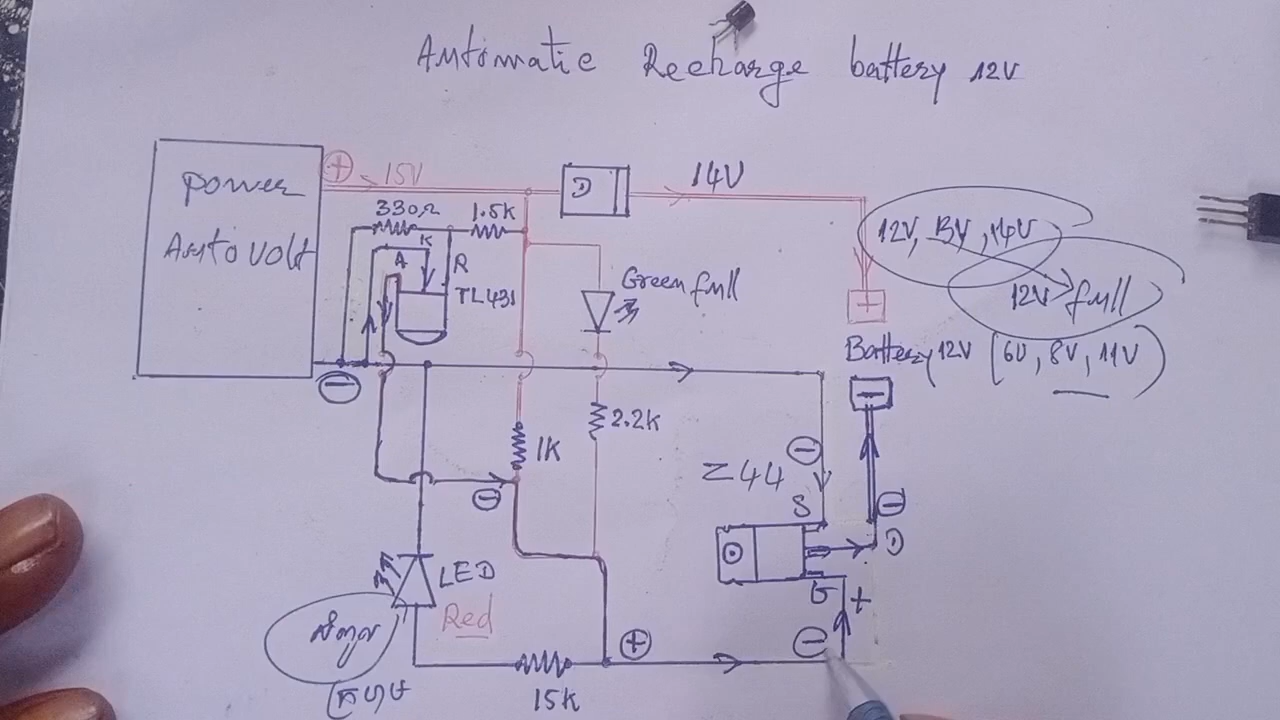 Automatic Recharge battery 12V
Power
Auto volt
+ 15V
D
14V
330Ω
1.5K
K
A
R
TL431
Green full
12V, 13V, 14V
12V → full
+
Battery 12V (6V, 8V, 11V)
−
−
2.2K
1K
−
−
Z44
S
−
D
G
+
LED
Red
+
−
15K